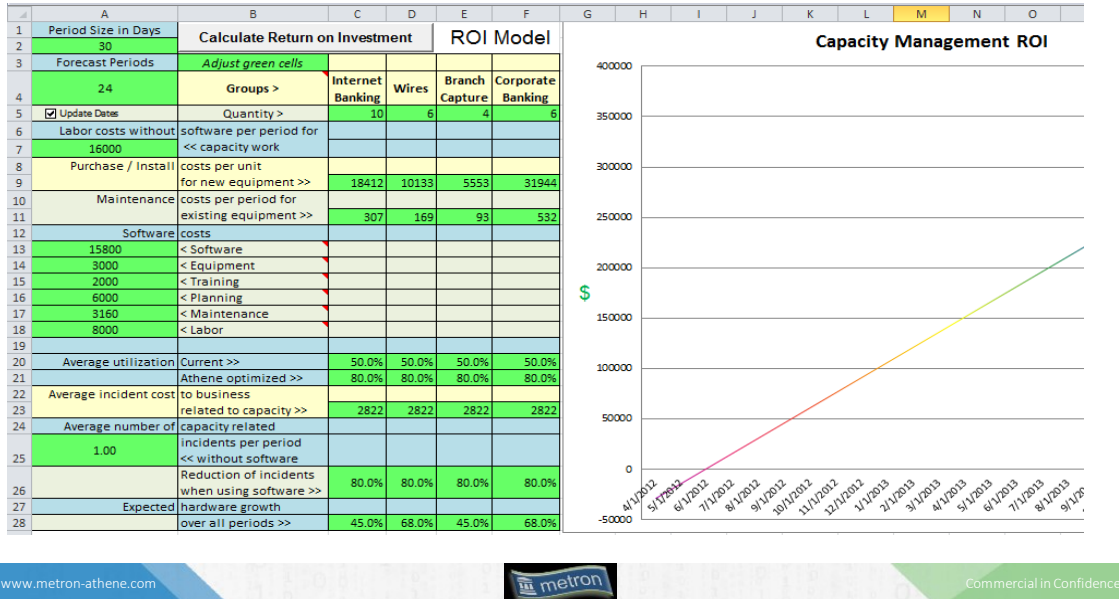 A B C D E F G H I J K L M N O
1 Period Size in Days Calculate Return on Investment ROI Model
2 30
3 Forecast Periods Adjust green cells
4 24 Groups > Internet Banking Wires Branch Capture Corporate Banking
5 Update Dates Quantity > 10 6 4 6
6 Labor costs without software per period for
7 16000 << capacity work
8 Purchase / Install costs per unit
9 for new equipment >> 18412 10133 5553 31944
10 Maintenance costs per period for
11 existing equipment >> 307 169 93 532
12 Software costs
13 15800 < Software
14 3000 < Equipment
15 2000 < Training
16 6000 < Planning
17 3160 < Maintenance
18 8000 < Labor
19
20 Average utilization Current >> 50.0% 50.0% 50.0% 50.0%
21 Athene optimized >> 80.0% 80.0% 80.0% 80.0%
22 Average incident cost to business
23 related to capacity >> 2822 2822 2822 2822
24 Average number of capacity related
25 1.00 incidents per period
<< without software
26 Reduction of incidents
when using software >> 80.0% 80.0% 80.0% 80.0%
27 Expected hardware growth
28 over all periods >> 45.0% 68.0% 45.0% 68.0%
Capacity Management ROI
400000
350000
300000
250000
200000
$
150000
100000
50000
0
-50000
4/1/2012 5/1/2012 6/1/2012 7/1/2012 8/1/2012 9/1/2012 10/1/2012 11/1/2012 12/1/2012 1/1/2013 2/1/2013 3/1/2013 4/1/2013 5/1/2013 6/1/2013 7/1/2013 8/1/2013
www.metron-athene.com
metron
Commercial in Confidence